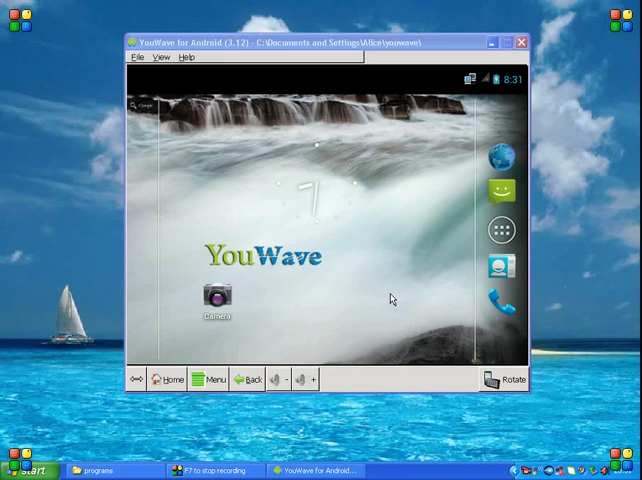 YouWave for Android (3.12) - C:\Documents and Settings\Alice\youwave\
File View Help
8:31
Google
YouWave
Camera
Home Menu Back - + Rotate
start programs F7 to stop recording YouWave for Android...